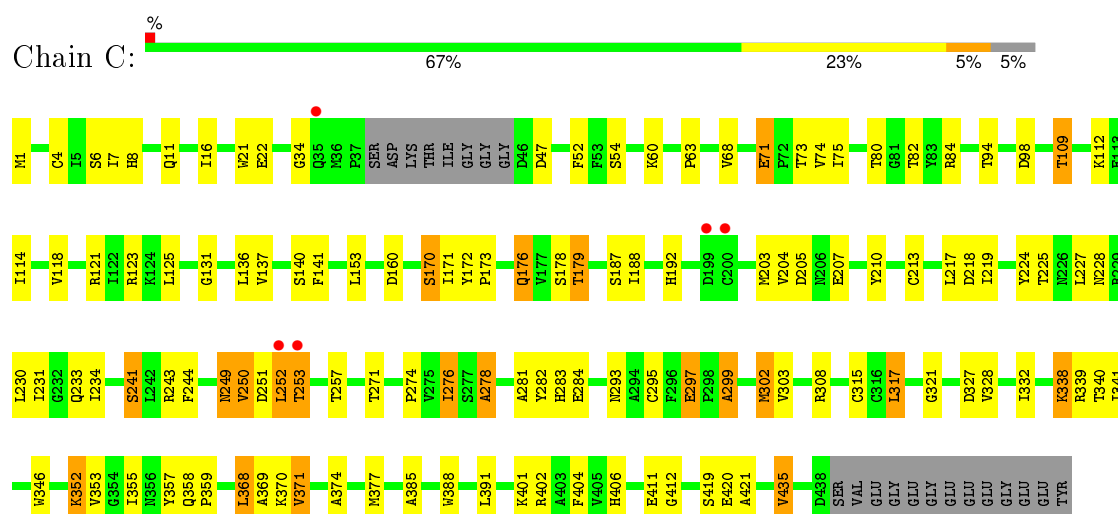 %
Chain C:
67% 23% 5% 5%
M1 C4 I5 S6 I7 H8 Q11 I16 W21 E22 G34 Q35 M36 P37 SER ASP LYS THR ILE GLY GLY GLY D46 D47 F52 F53 S54 K60 P63 V68 E71 P72 T73 V74 I75 T80 G81 T82 Y83 R84 T94 D98 T109 K112
I114 V118 R121 I122 R123 K124 L125 G131 L136 V137 S140 F141 L153 D160 S170 I171 Y172 P173 Q176 V177 S178 T179 S187 I188 H192 D199 C200 M203 V204 D205 N206 E207 Y210 C213 L217 D218 I219 Y224 T225 N226 L227 N228
L230 I231 G232 Q233 I234 S241 L242 R243 F244 N249 V250 D251 L252 T253 T257 T271 P274 V275 I276 S277 A278 A281 Y282 H283 E284 N293 A294 C295 F296 E297 P298 A299 M302 V303 R308 C315 C316 L317 G321 D327 V328 I332 K338 R339 T340 I341
W346 K352 V353 G354 I355 N356 Y357 Q358 P359 L368 A369 K370 V371 A374 M377 A385 W388 L391 K401 R402 A403 F404 V405 H406 E411 G412 S419 E420 A421 V435 D438 SER VAL GLU GLY GLU GLY GLU GLU GLU GLY GLU GLU TYR